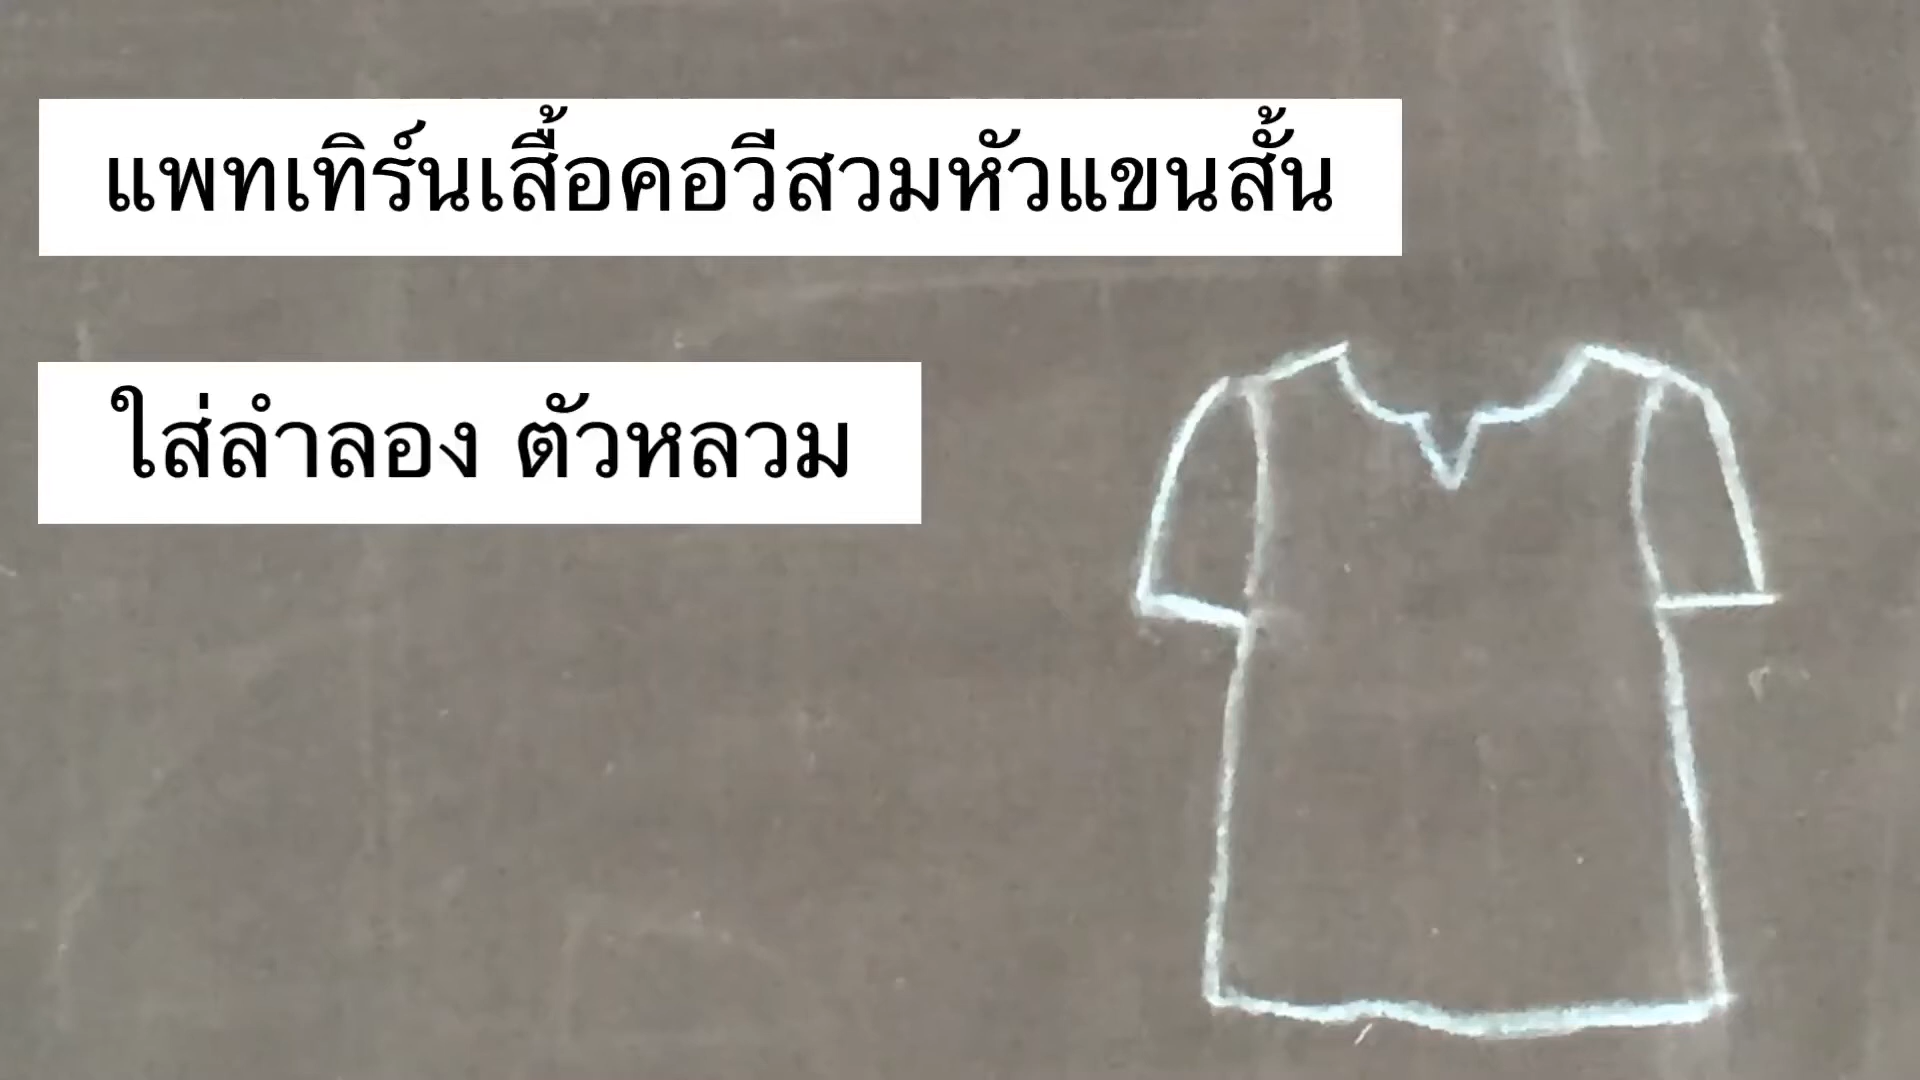 แพทเทิร์นเสื้อคอวีสวมหัวแขนสั้น
ใส่ลำลอง ตัวหลวม